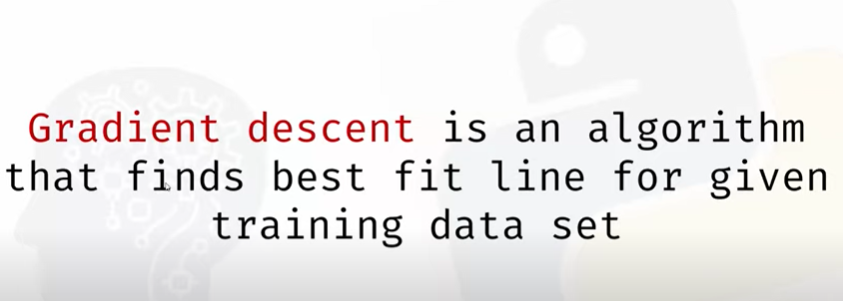 Gradient descent is an algorithm
that finds best fit line for given
training data set